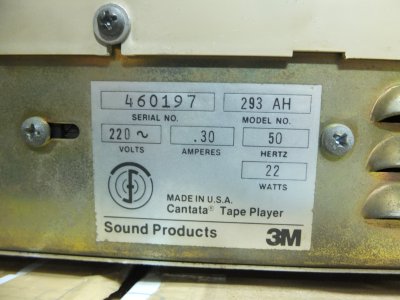 460197 293 AH
SERIAL NO. MODEL NO.
220 ~ .30 50
VOLTS AMPERES HERTZ
22
WATTS
MADE IN U.S.A.
Cantata® Tape Player
Sound Products 3M